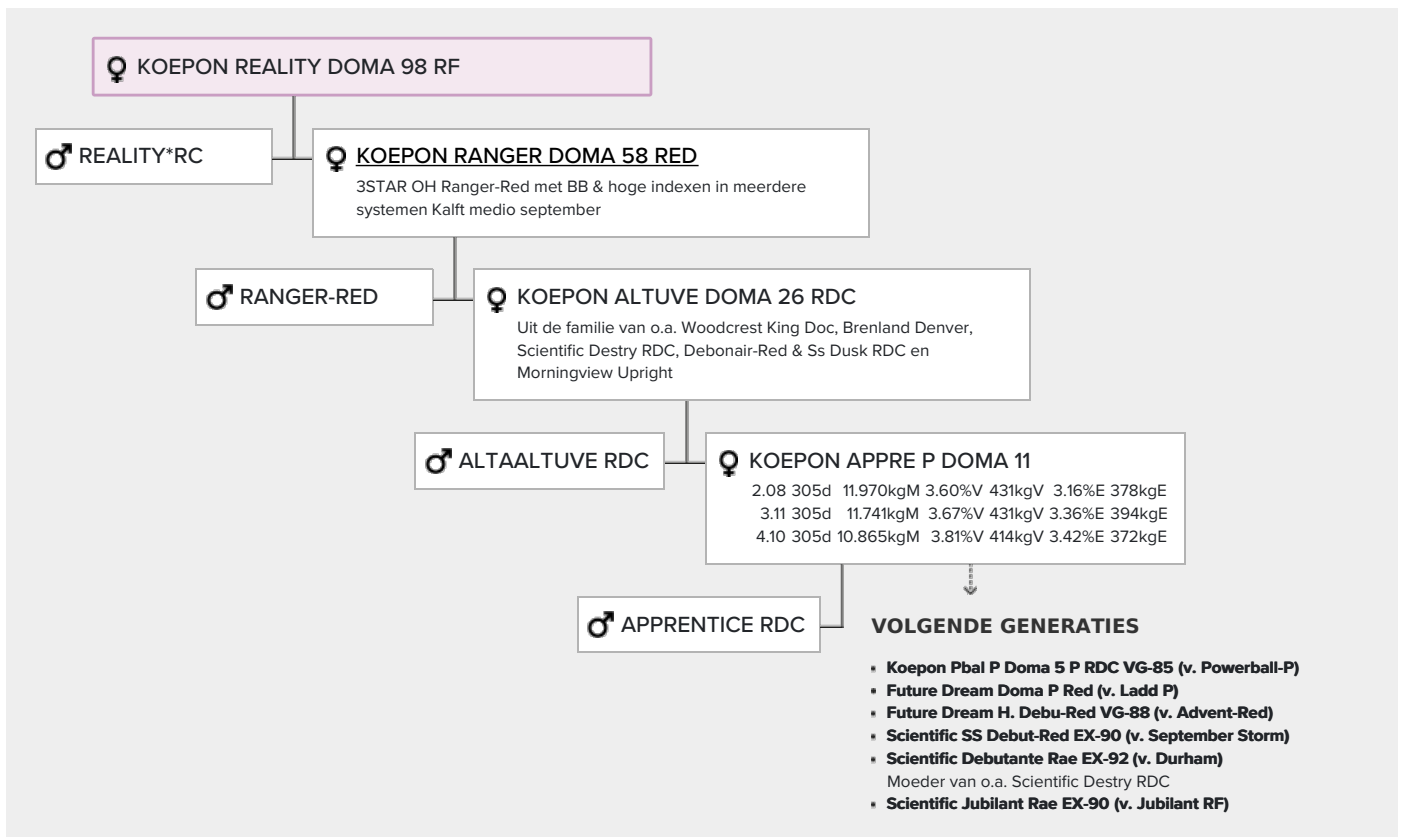 KOEPON REALITY DOMA 98 RF
REALITY*RC
KOEPON RANGER DOMA 58 RED
3STAR OH Ranger-Red met BB & hoge indexen in meerdere
systemen Kalft medio september
RANGER-RED
KOEPON ALTUVE DOMA 26 RDC
Uit de familie van o.a. Woodcrest King Doc, Brenland Denver,
Scientific Destry RDC, Debonair-Red & Ss Dusk RDC en
Morningview Upright
ALTAALTUVE RDC
KOEPON APPRE P DOMA 11
2.08 305d 11.970kgM 3.60%V 431kgV 3.16%E 378kgE
3.11 305d 11.741kgM 3.67%V 431kgV 3.36%E 394kgE
4.10 305d 10.865kgM 3.81%V 414kgV 3.42%E 372kgE
APPRENTICE RDC
VOLGENDE GENERATIES
Koepon Pbal P Doma 5 P RDC VG-85 (v. Powerball-P)
Future Dream Doma P Red (v. Ladd P)
Future Dream H. Debu-Red VG-88 (v. Advent-Red)
Scientific SS Debut-Red EX-90 (v. September Storm)
Scientific Debutante Rae EX-92 (v. Durham)
Moeder van o.a. Scientific Destry RDC
Scientific Jubilant Rae EX-90 (v. Jubilant RF)